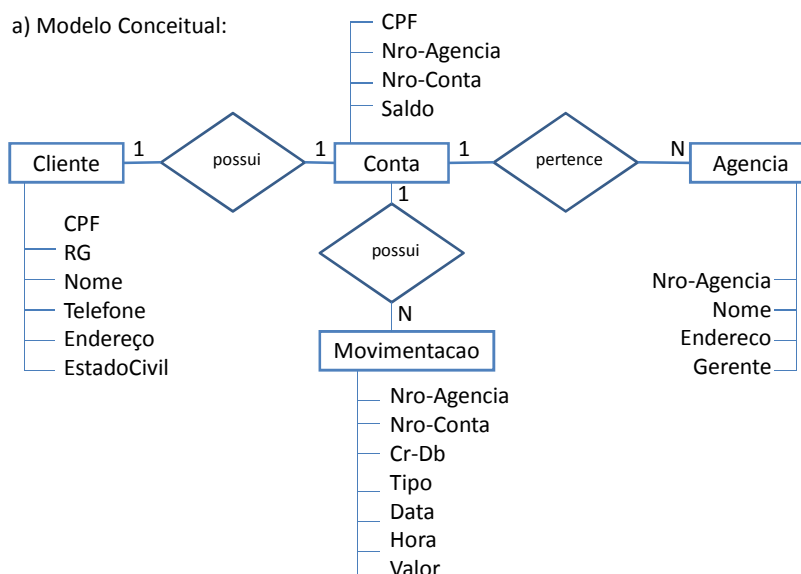 a) Modelo Conceitual:
CPF
Nro-Agencia
Nro-Conta
Saldo
Cliente 1 possui 1 Conta 1 pertence N Agencia
1
CPF
RG
Nome
Telefone
Endereço
EstadoCivil
possui
N
Movimentacao
Nro-Agencia
Nome
Endereco
Gerente
Nro-Agencia
Nro-Conta
Cr-Db
Tipo
Data
Hora
Valor